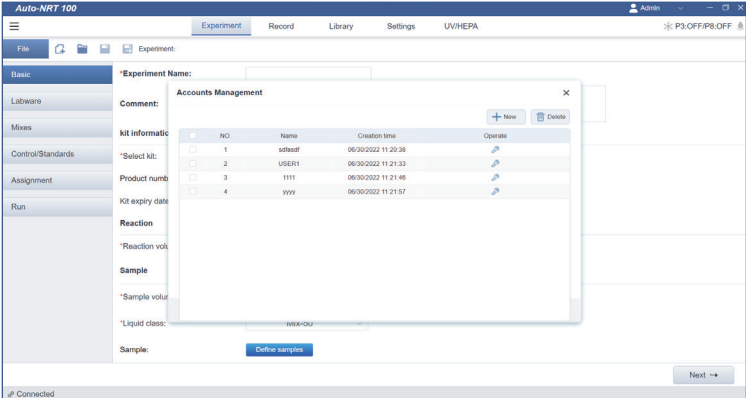 Auto-NRT 100
Admin
Experiment Record Library Settings UV/HEPA
P3:OFF/P8:OFF
File
Experiment:
Basic
Labware
Mixes
Control/Standards
Assignment
Run
*Experiment Name:
Comment:
kit informatio
*Select kit:
Product numb
Kit expiry date
Reaction
*Reaction volu
Sample
*Sample volur
*Liquid class:
MIX-50
Sample:
Define samples
Accounts Management
New
Delete
NO. Name Creation time Operate
1 sdfasdf 06/30/2022 11:20:38
2 USER1 06/30/2022 11:21:33
3 1111 06/30/2022 11:21:46
4 yyyy 06/30/2022 11:21:57
Next
Connected